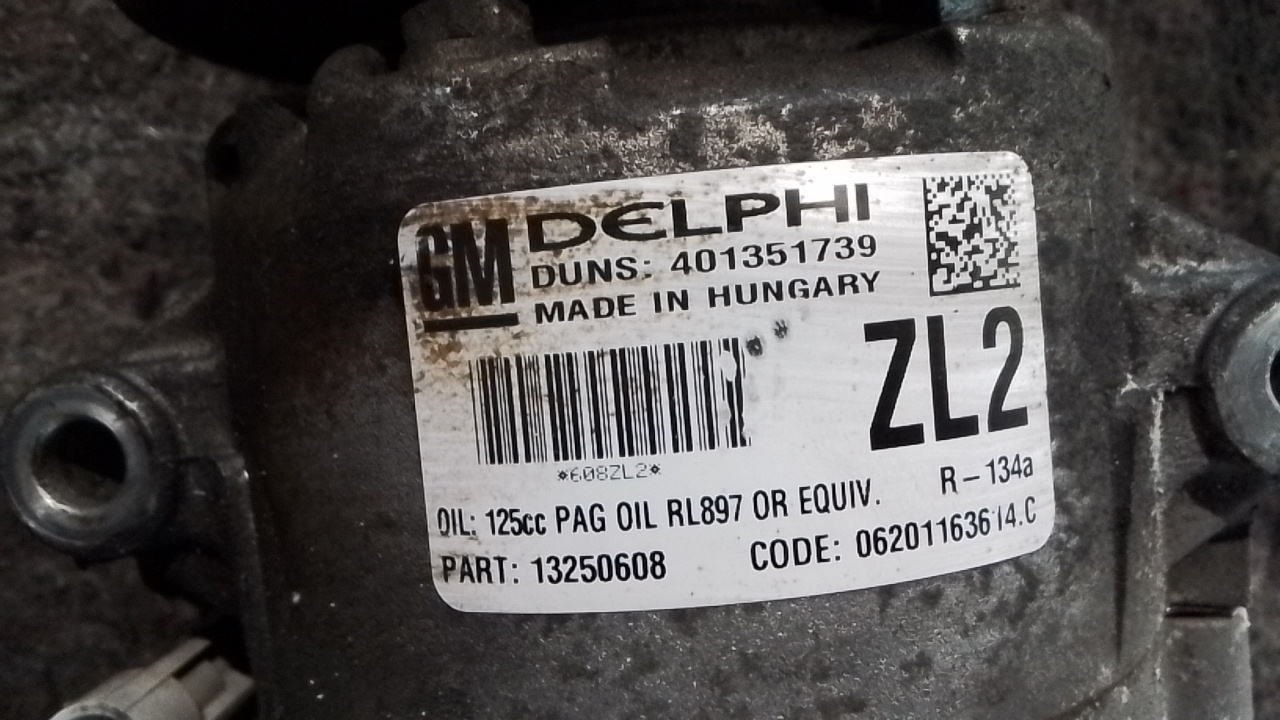 GM DELPHI
DUNS: 401351739
MADE IN HUNGARY
ZL2
*608ZL2*
OIL: 125cc PAG OIL RL897 OR EQUIV.
R-134a
PART: 13250608
CODE: 06201163614.C